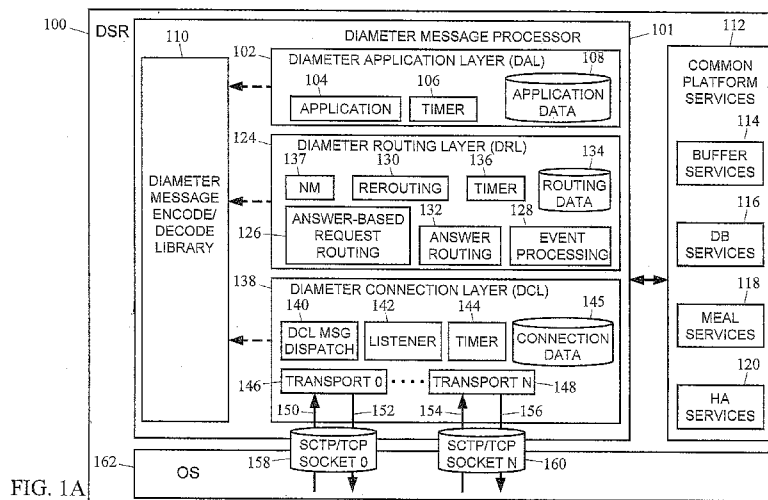 100
DSR
110
DIAMETER MESSAGE PROCESSOR
101
112
102
DIAMETER APPLICATION LAYER (DAL)
104
106
108
APPLICATION
TIMER
APPLICATION
DATA
124
DIAMETER ROUTING LAYER (DRL)
137
130
136
134
NM
REROUTING
TIMER
ROUTING
DATA
126
ANSWER-BASED
REQUEST
ROUTING
132
ANSWER
ROUTING
128
EVENT
PROCESSING
DIAMETER
MESSAGE
ENCODE/
DECODE
LIBRARY
138
DIAMETER CONNECTION LAYER (DCL)
140
142
144
145
DCL MSG
DISPATCH
LISTENER
TIMER
CONNECTION
DATA
146
TRANSPORT 0
TRANSPORT N
148
150
152
154
156
COMMON
PLATFORM
SERVICES
114
BUFFER
SERVICES
116
DB
SERVICES
118
MEAL
SERVICES
120
HA
SERVICES
162
OS
158
SCTP/TCP
SOCKET 0
SCTP/TCP
SOCKET N
160
FIG. 1A